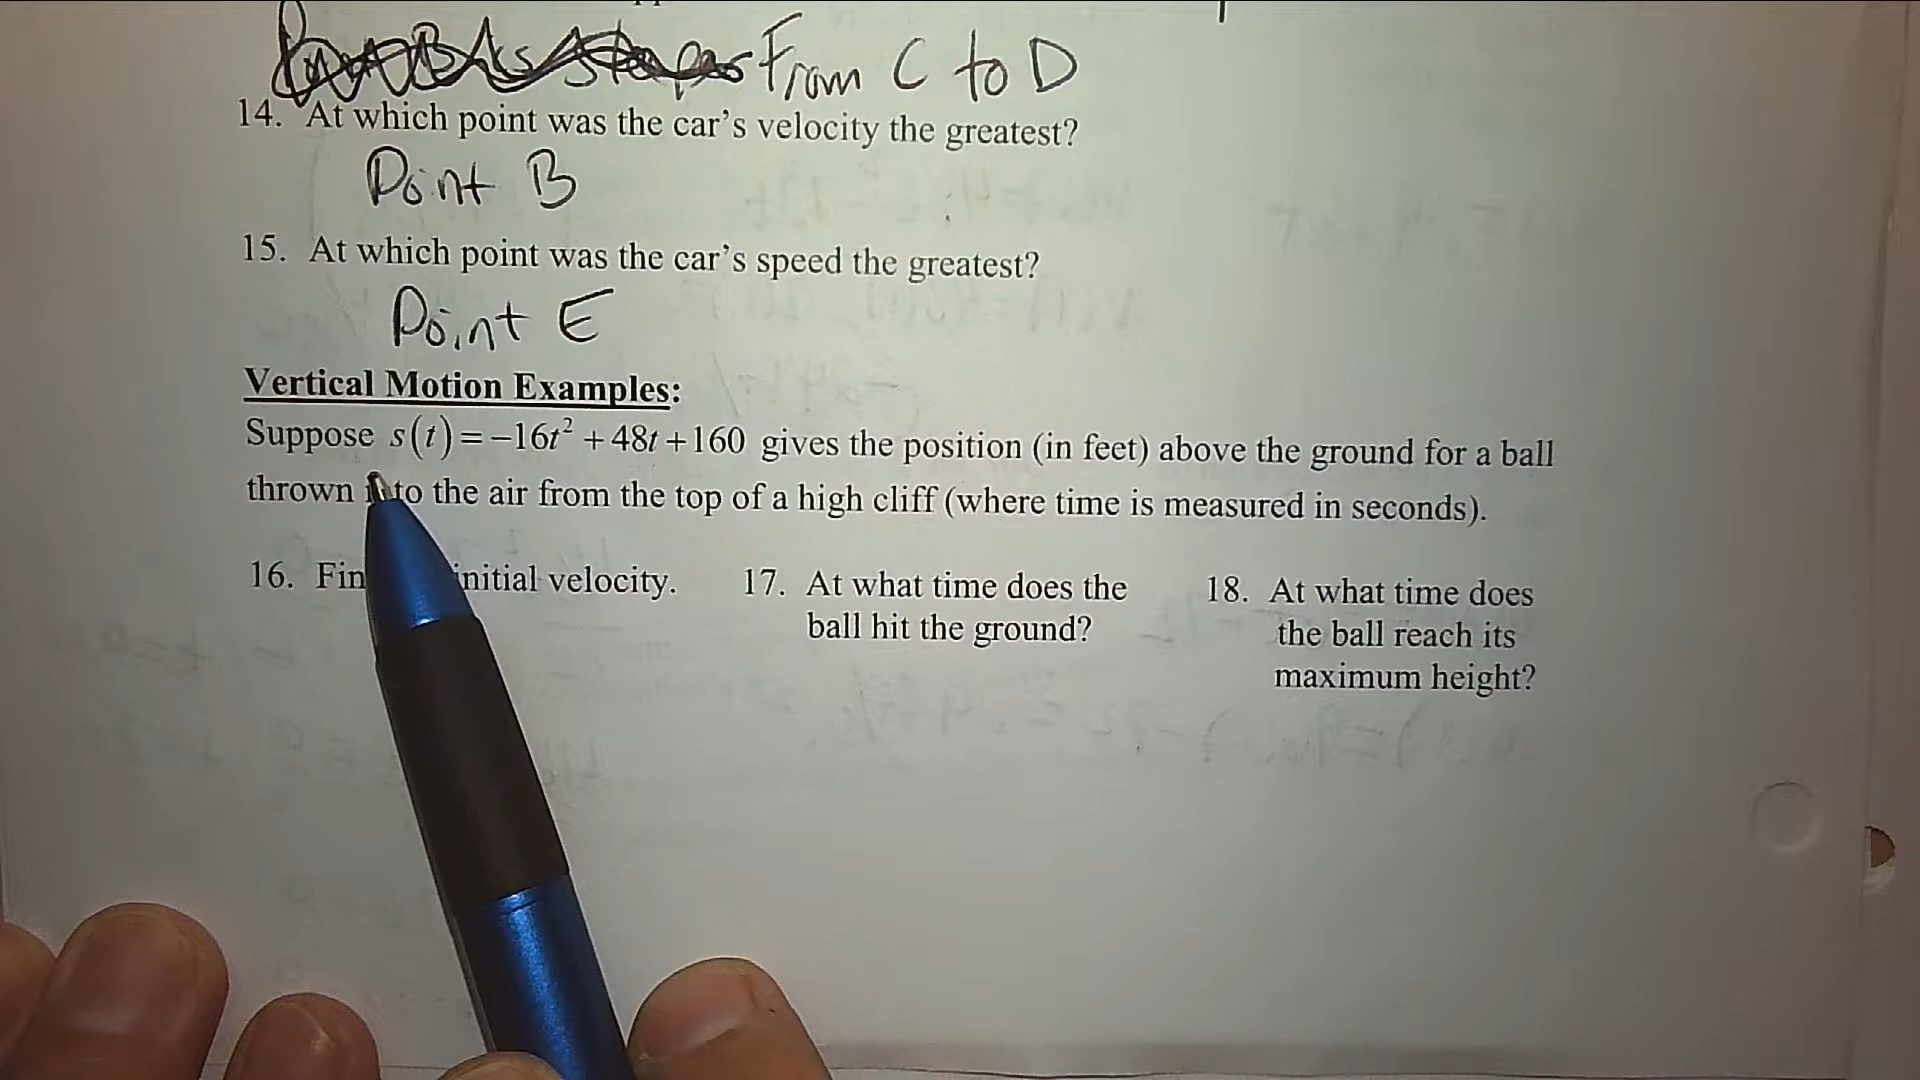 From C to D
14. At which point was the car's velocity the greatest?
Point B
15. At which point was the car's speed the greatest?
Point E
Vertical Motion Examples:
Suppose s(t) = −16t² + 48t + 160 gives the position (in feet) above the ground for a ball
thrown to the air from the top of a high cliff (where time is measured in seconds).
16. Fin initial velocity. 17. At what time does the 18. At what time does
ball hit the ground? the ball reach its
maximum height?